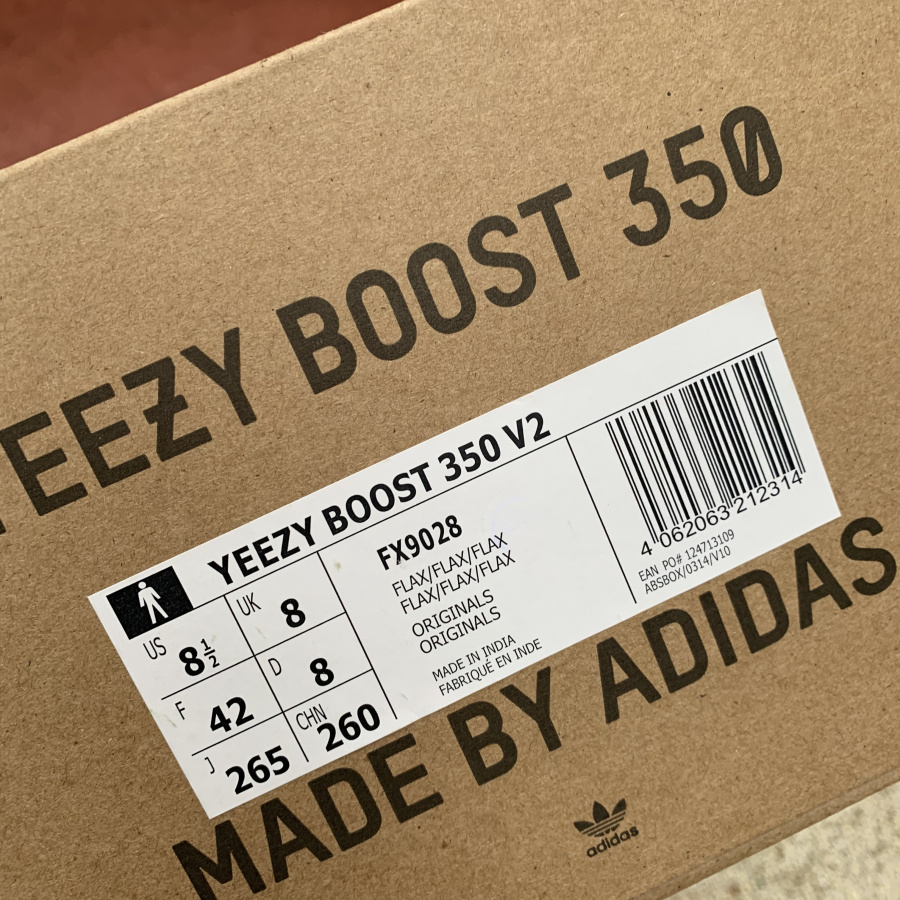 YEEZY BOOST 350
YEEZY BOOST 350 V2
US 8½
UK 8
F 42
D 8
J 265
CHN 260
FX9028
FLAX/FLAX/FLAX
FLAX/FLAX/FLAX
ORIGINALS
ORIGINALS
MADE IN INDIA
FABRIQUÉ EN INDE
4 062063 212314
EAN PO# 124713109
ABSBOX/0314/V10
MADE BY ADIDAS
adidas